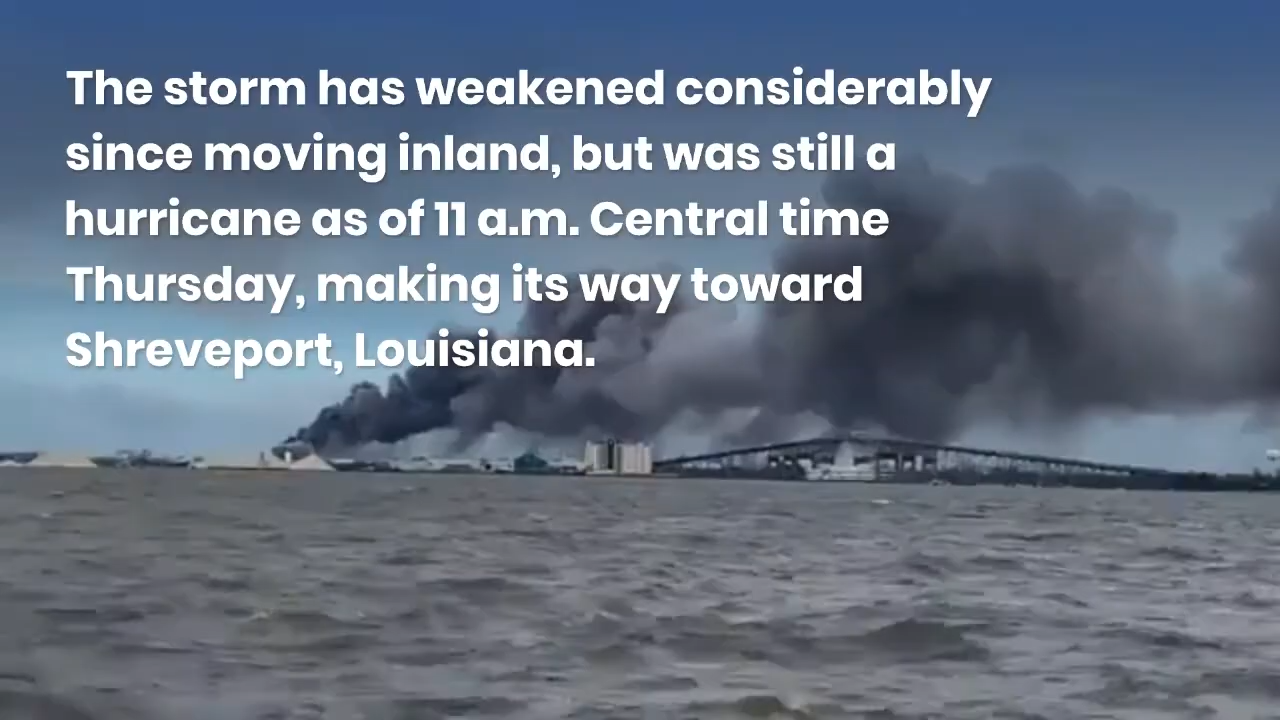 The storm has weakened considerably
since moving inland, but was still a
hurricane as of 11 a.m. Central time
Thursday, making its way toward
Shreveport, Louisiana.